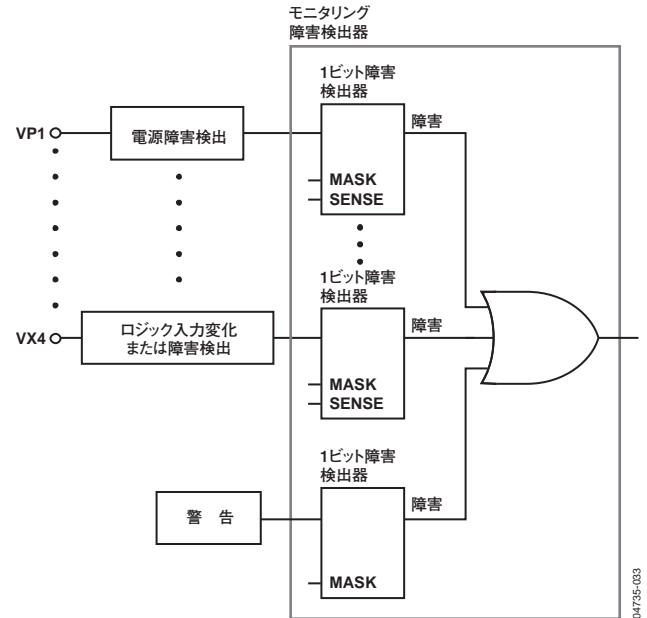 モニタリング
障害検出器
1ビット障害
検出器
VP1
電源障害検出
障害
MASK
SENSE
1ビット障害
検出器
VX4
ロジック入力変化
または障害検出
障害
MASK
SENSE
1ビット障害
検出器
警 告
障害
MASK
04735-033